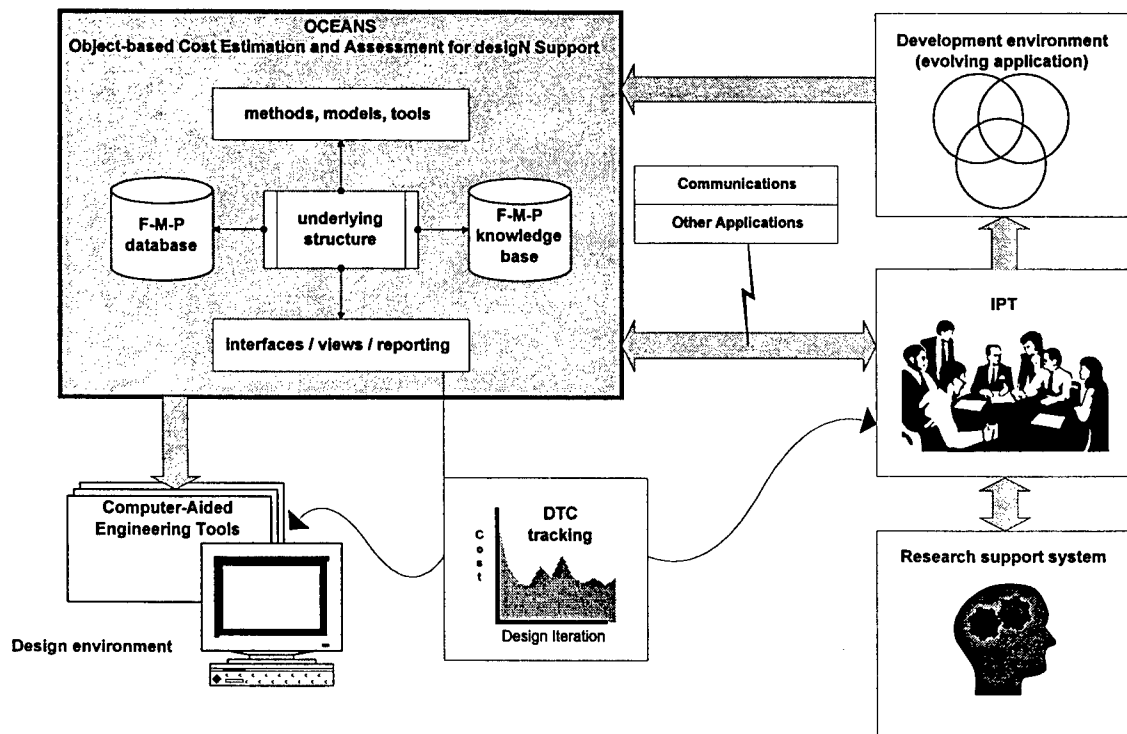 OCEANS
Object-based Cost Estimation and Assessment for desigN Support
methods, models, tools
F-M-P
database
underlying
structure
F-M-P
knowledge
base
interfaces / views / reporting
Development environment
(evolving application)
Communications
Other Applications
IPT
Computer-Aided
Engineering Tools
Design environment
DTC
tracking
C
o
s
t
Design Iteration
Research support system